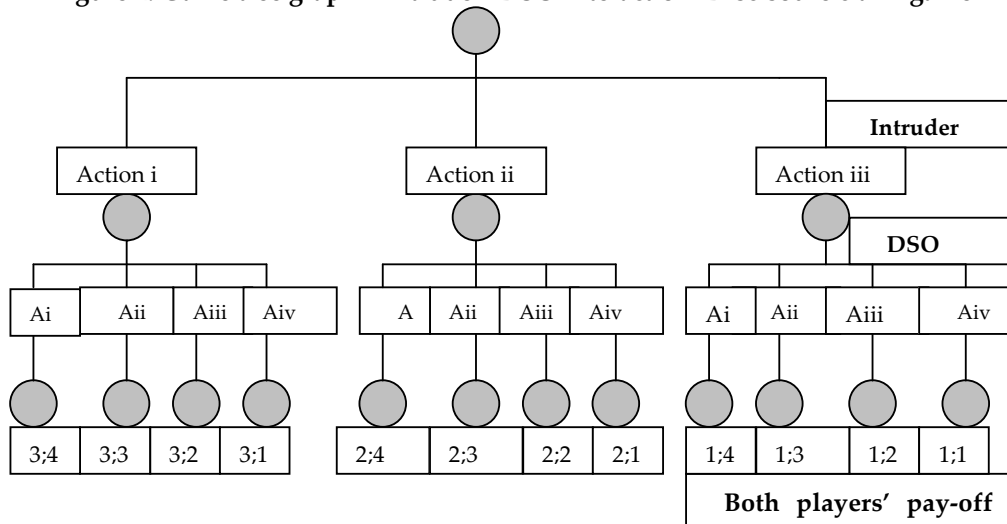 Intruder
Action i
Action ii
Action iii
DSO
Ai
Aii
Aiii
Aiv
A
Aii
Aiii
Aiv
Ai
Aii
Aiii
Aiv
3;4
3;3
3;2
3;1
2;4
2;3
2;2
2;1
1;4
1;3
1;2
1;1
Both players' pay-off